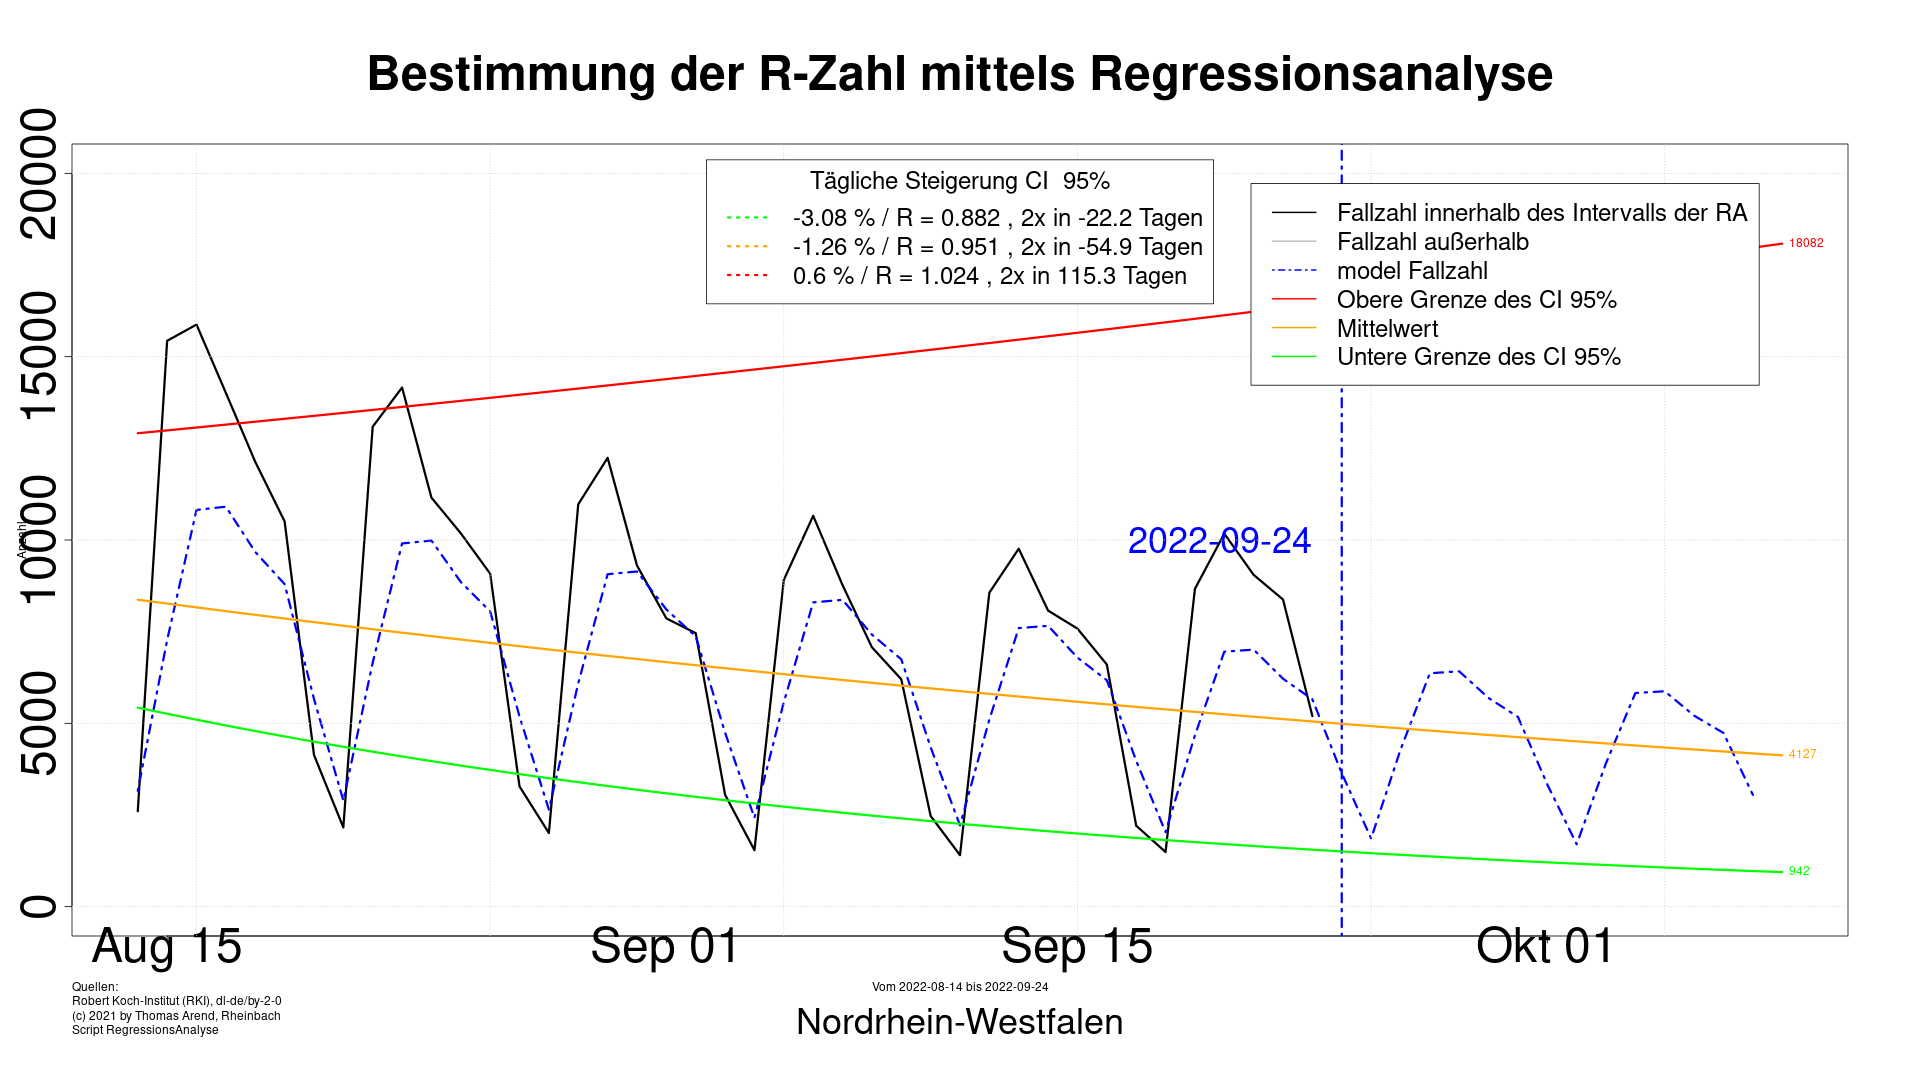 Bestimmung der R-Zahl mittels Regressionsanalyse
Anzahl
20000
15000
10000
5000
0
Tägliche Steigerung CI  95%
-3.08 % / R = 0.882 , 2x in -22.2 Tagen
-1.26 % / R = 0.951 , 2x in -54.9 Tagen
0.6 % / R = 1.024 , 2x in 115.3 Tagen
Fallzahl innerhalb des Intervalls der RA
Fallzahl außerhalb
model Fallzahl
Obere Grenze des CI 95%
Mittelwert
Untere Grenze des CI 95%
18082
2022-09-24
4127
942
Aug 15
Sep 01
Sep 15
Okt 01
Quellen:
Robert Koch-Institut (RKI), dl-de/by-2-0
(c) 2021 by Thomas Arend, Rheinbach
Script RegressionsAnalyse
Vom 2022-08-14 bis 2022-09-24
Nordrhein-Westfalen